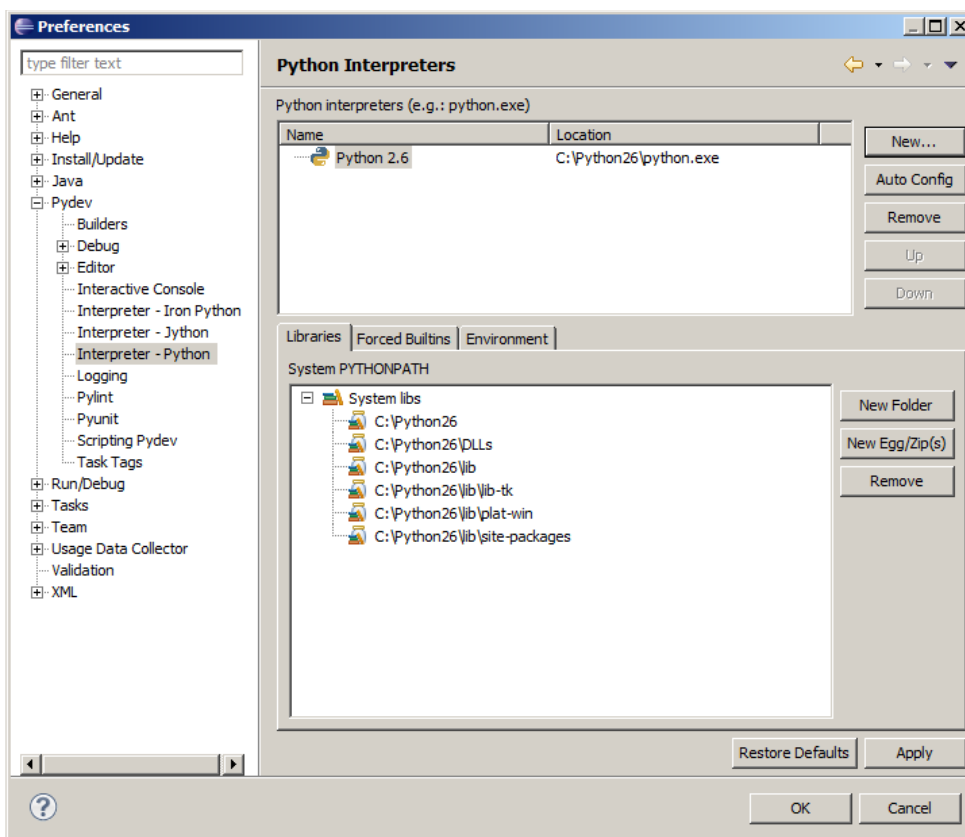 Preferences
type filter text
General
Ant
Help
Install/Update
Java
Pydev
Builders
Debug
Editor
Interactive Console
Interpreter - Iron Python
Interpreter - Jython
Interpreter - Python
Logging
Pylint
Pyunit
Scripting Pydev
Task Tags
Run/Debug
Tasks
Team
Usage Data Collector
Validation
XML
Python Interpreters
Python interpreters (e.g.: python.exe)
Name Location
Python 2.6 C:\Python26\python.exe
New...
Auto Config
Remove
Up
Down
Libraries Forced Builtins Environment
System PYTHONPATH
System libs
C:\Python26
C:\Python26\DLLs
C:\Python26\lib
C:\Python26\lib\lib-tk
C:\Python26\lib\plat-win
C:\Python26\lib\site-packages
New Folder
New Egg/Zip(s)
Remove
Restore Defaults Apply
? OK Cancel